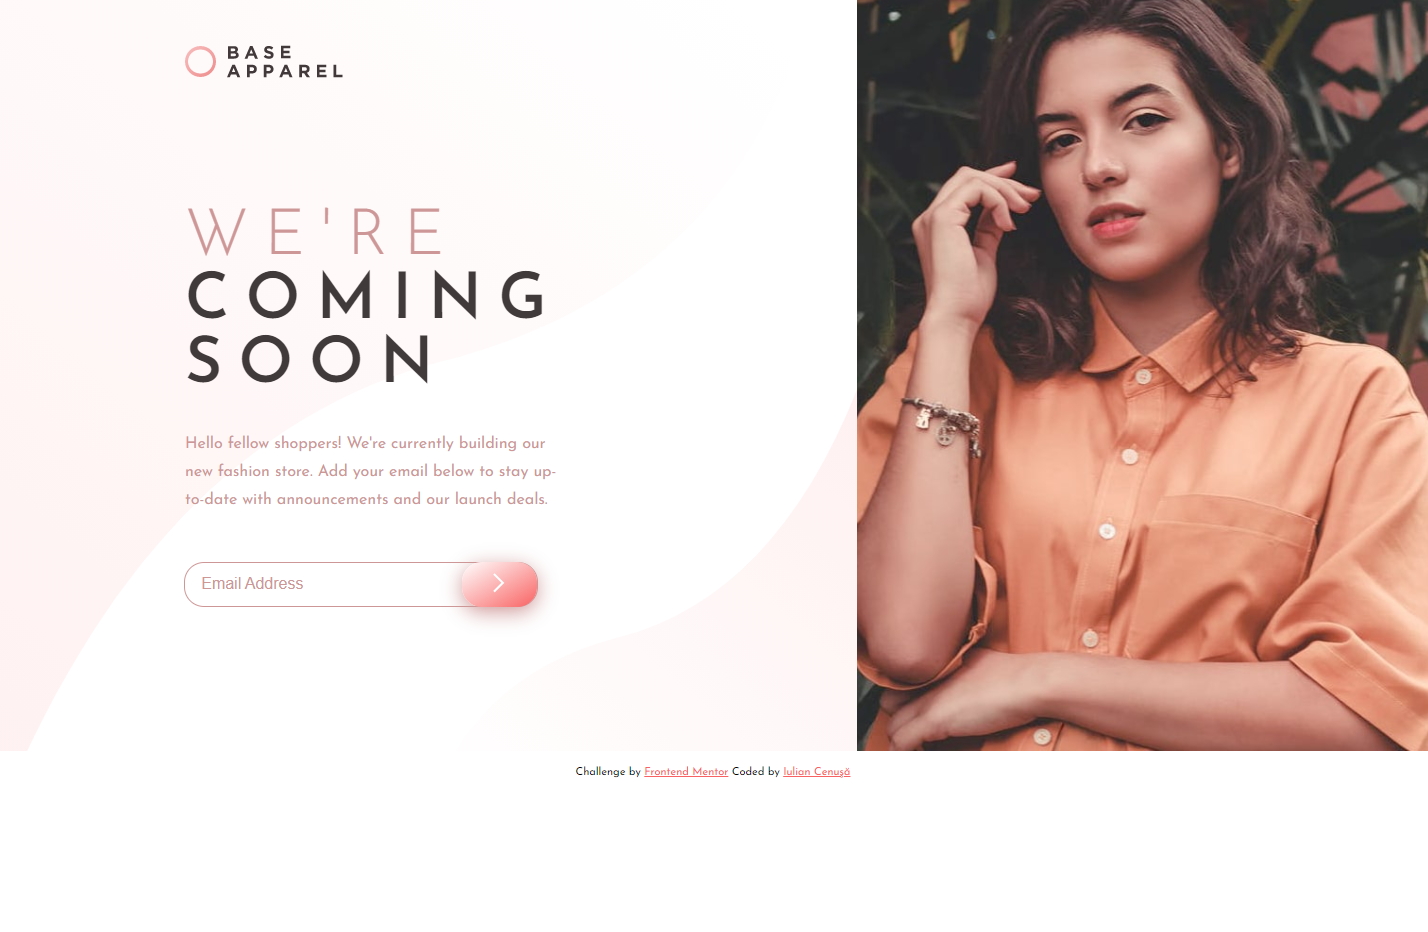 BASE
APPAREL
WE'RE
COMING
SOON
Hello fellow shoppers! We're currently building our
new fashion store. Add your email below to stay up-
to-date with announcements and our launch deals.
Email Address
Challenge by Frontend Mentor Coded by Iulian Cenușă